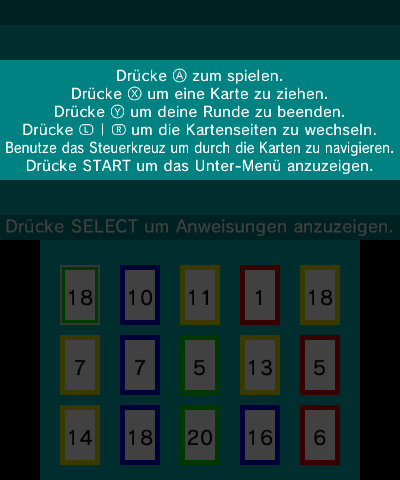 Drücke Ⓐ zum spielen.
Drücke Ⓧ um eine Karte zu ziehen.
Drücke Ⓨ um deine Runde zu beenden.
Drücke Ⓛ | Ⓡ um die Kartenseiten zu wechseln.
Benutze das Steuerkreuz um durch die Karten zu navigieren.
Drücke START um das Unter-Menü anzuzeigen.
Drücke SELECT um Anweisungen anzuzeigen.
18 10 11 1 18
7 7 5 13 5
14 18 20 16 6